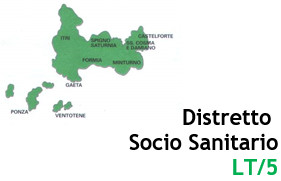 CASTELFORTE
ITRI
SPIGNO
SATURNIA
SS. COSMA
E DAMIANO
FORMIA
MINTURNO
GAETA
PONZA
VENTOTENE
Distretto
Socio Sanitario
LT/5